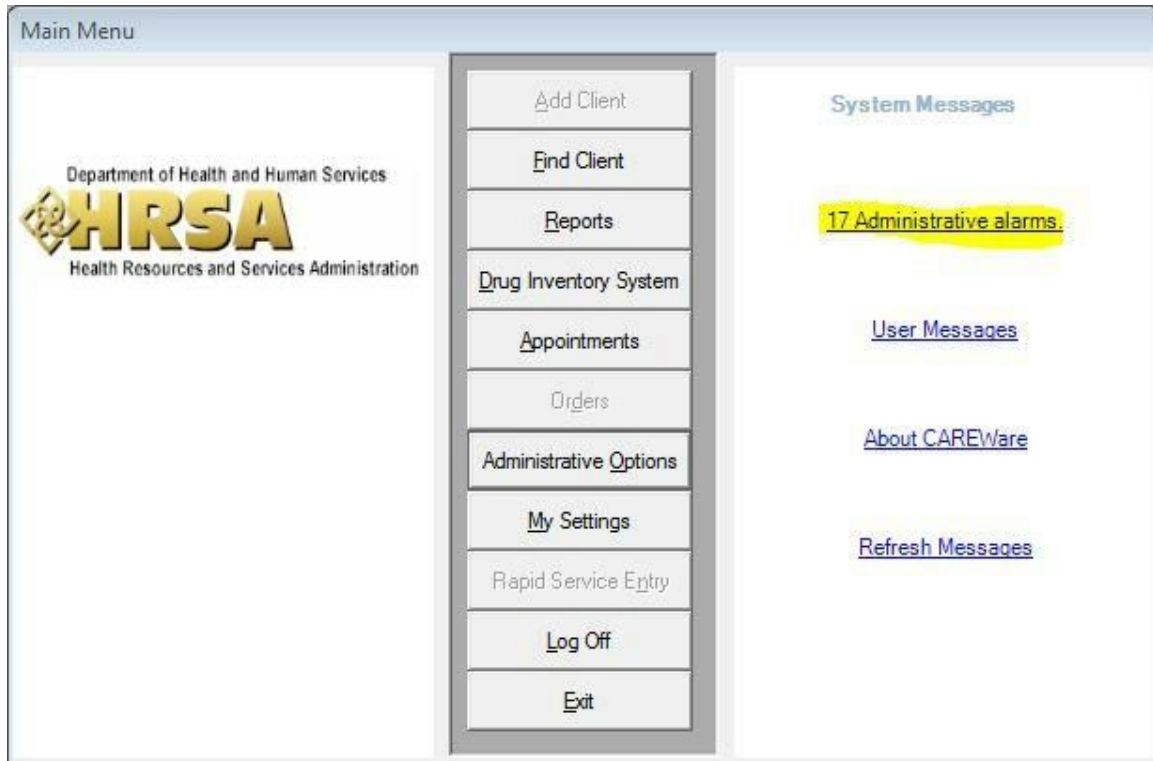 Main Menu
Department of Health and Human Services
HRSA
Health Resources and Services Administration
Add Client
Find Client
Reports
Drug Inventory System
Appointments
Orders
Administrative Options
My Settings
Rapid Service Entry
Log Off
Exit
System Messages
17 Administrative alarms.
User Messages
About CAREWare
Refresh Messages